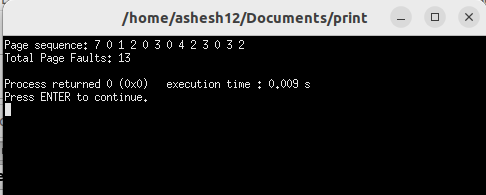 /home/ashesh12/Documents/print
Page sequence: 7 0 1 2 0 3 0 4 2 3 0 3 2
Total Page Faults: 13
Process returned 0 (0x0)   execution time : 0.009 s
Press ENTER to continue.